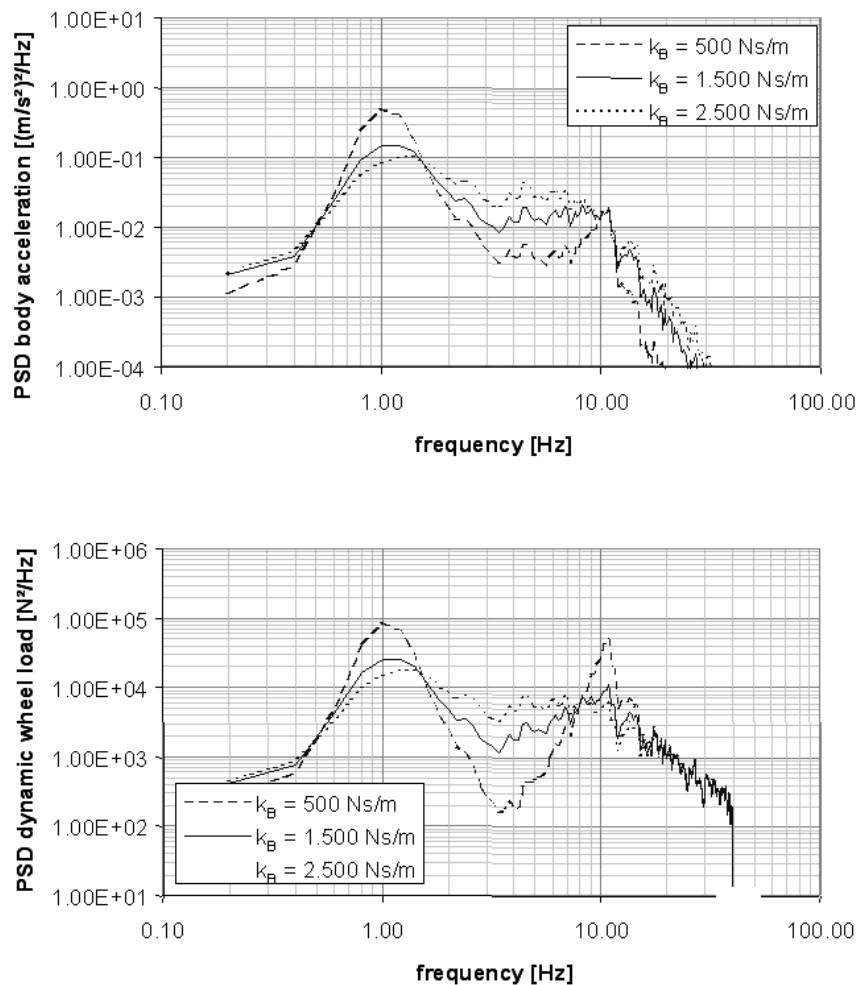 1.00E+01
1.00E+00
1.00E-01
1.00E-02
1.00E-03
1.00E-04
PSD body acceleration [(m/s²)²/Hz]
k_B = 500 Ns/m
k_B = 1.500 Ns/m
k_B = 2.500 Ns/m
0.10 1.00 10.00 100.00
frequency [Hz]
1.00E+06
1.00E+05
1.00E+04
1.00E+03
1.00E+02
1.00E+01
PSD dynamic wheel load [N²/Hz]
k_B = 500 Ns/m
k_B = 1.500 Ns/m
k_B = 2.500 Ns/m
0.10 1.00 10.00 100.00
frequency [Hz]